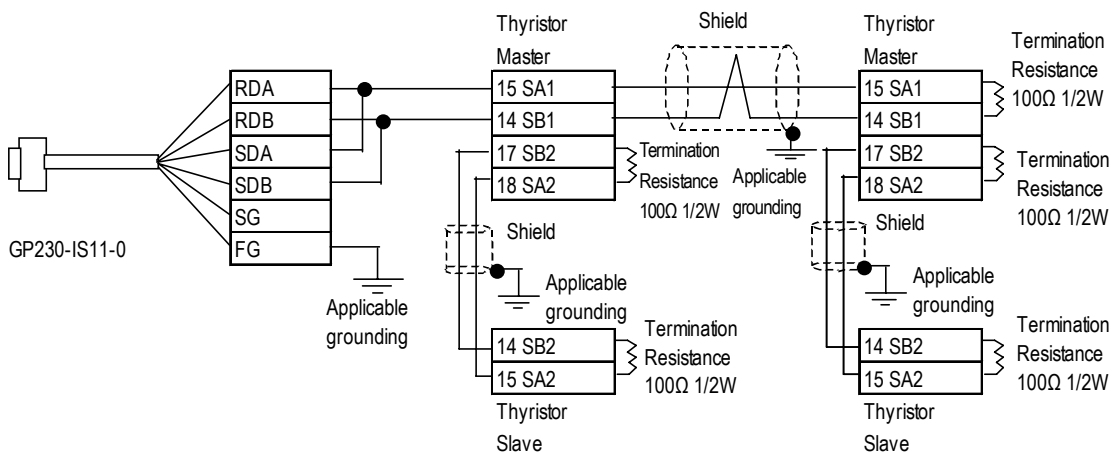 GP230-IS11-0
RDA
RDB
SDA
SDB
SG
FG
Applicable
grounding
Thyristor
Master
15 SA1
14 SB1
17 SB2
18 SA2
Termination
Resistance
100Ω 1/2W
Shield
Applicable
grounding
Shield
Applicable
grounding
14 SB2
15 SA2
Termination
Resistance
100Ω 1/2W
Thyristor
Slave
Thyristor
Master
15 SA1
14 SB1
17 SB2
18 SA2
Termination
Resistance
100Ω 1/2W
Termination
Resistance
100Ω 1/2W
Shield
Applicable
grounding
14 SB2
15 SA2
Termination
Resistance
100Ω 1/2W
Thyristor
Slave